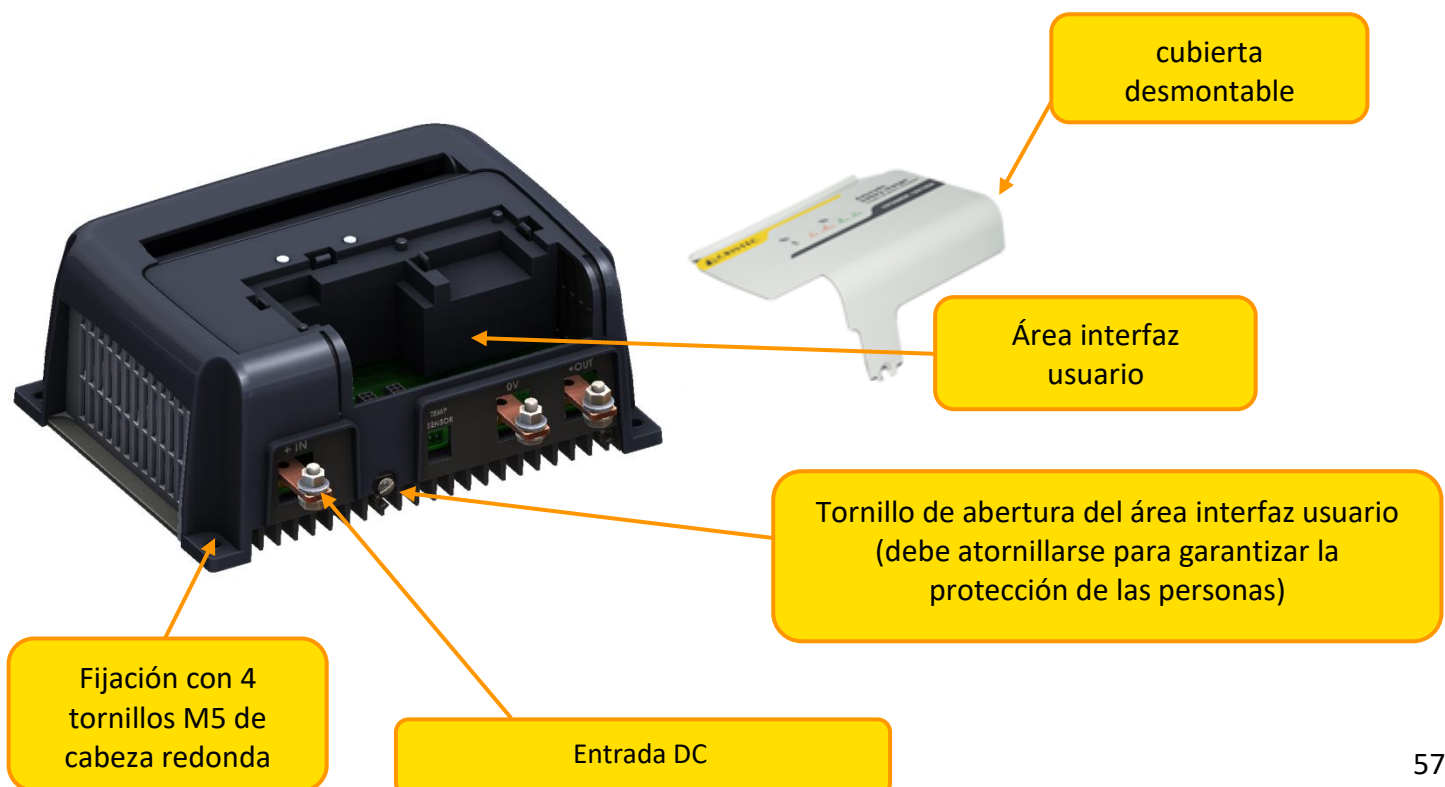 cubierta
desmontable
Área interfaz
usuario
+ IN
TEMP
SENSOR
0V
+OUT
CRISTEC
Tornillo de abertura del área interfaz usuario
(debe atornillarse para garantizar la
protección de las personas)
Fijación con 4
tornillos M5 de
cabeza redonda
Entrada DC
57